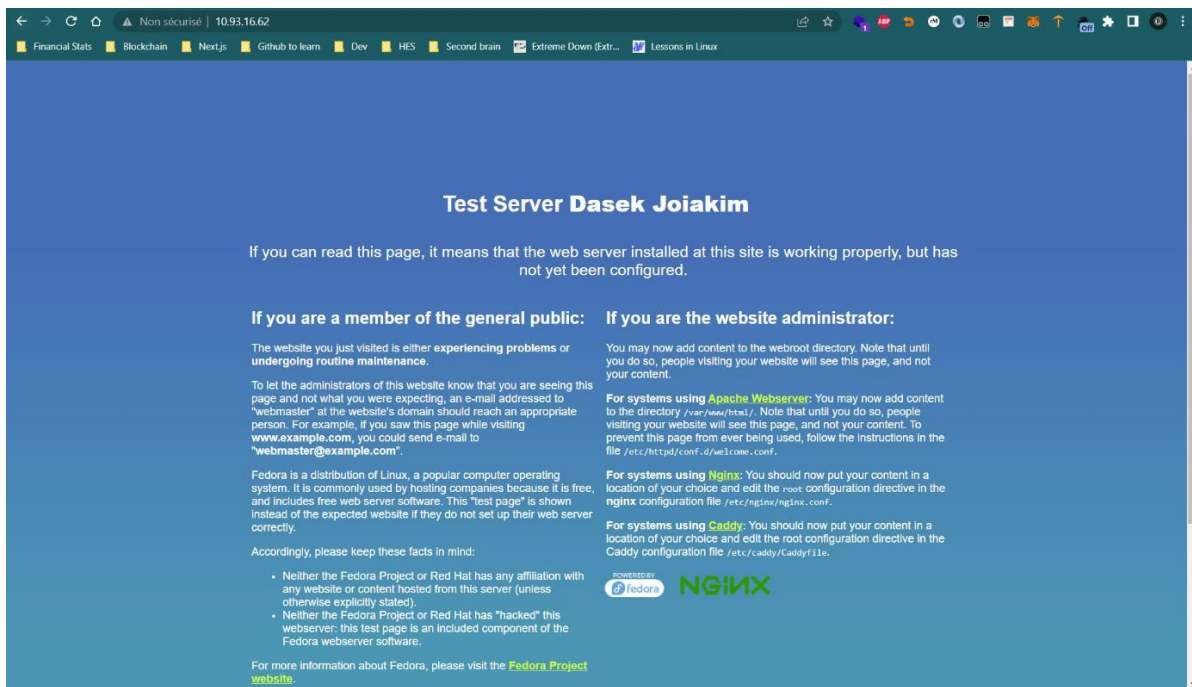 Non sécurisé | 10.93.16.62
Financial Stats Blockchain Next.js Github to learn Dev HES Second brain Extreme Down (Extr... Lessons in Linux
1 ABP Off
Test Server Dasek Joiakim
If you can read this page, it means that the web server installed at this site is working properly, but has
not yet been configured.
If you are a member of the general public:
The website you just visited is either experiencing problems or
undergoing routine maintenance.
To let the administrators of this website know that you are seeing this
page and not what you were expecting, an e-mail addressed to
"webmaster" at the website's domain should reach an appropriate
person. For example, if you saw this page while visiting
www.example.com, you could send e-mail to
"webmaster@example.com".
Fedora is a distribution of Linux, a popular computer operating
system. It is commonly used by hosting companies because it is free,
and includes free web server software. This "test page" is shown
instead of the expected website if they do not set up their web server
correctly.
Accordingly, please keep these facts in mind:
• Neither the Fedora Project or Red Hat has any affiliation with
any website or content hosted from this server (unless
otherwise explicitly stated).
• Neither the Fedora Project or Red Hat has "hacked" this
webserver: this test page is an included component of the
Fedora webserver software.
For more information about Fedora, please visit the Fedora Project
website.
If you are the website administrator:
You may now add content to the webroot directory. Note that until
you do so, people visiting your website will see this page, and not
your content.
For systems using Apache Webserver: You may now add content
to the directory /var/www/html/. Note that until you do so, people
visiting your website will see this page, and not your content. To
prevent this page from ever being used, follow the instructions in the
file /etc/httpd/conf.d/welcome.conf.
For systems using Nginx: You should now put your content in a
location of your choice and edit the root configuration directive in the
nginx configuration file /etc/nginx/nginx.conf.
For systems using Caddy: You should now put your content in a
location of your choice and edit the root configuration directive in the
Caddy configuration file /etc/caddy/Caddyfile.
POWERED BY
fedora NGINX